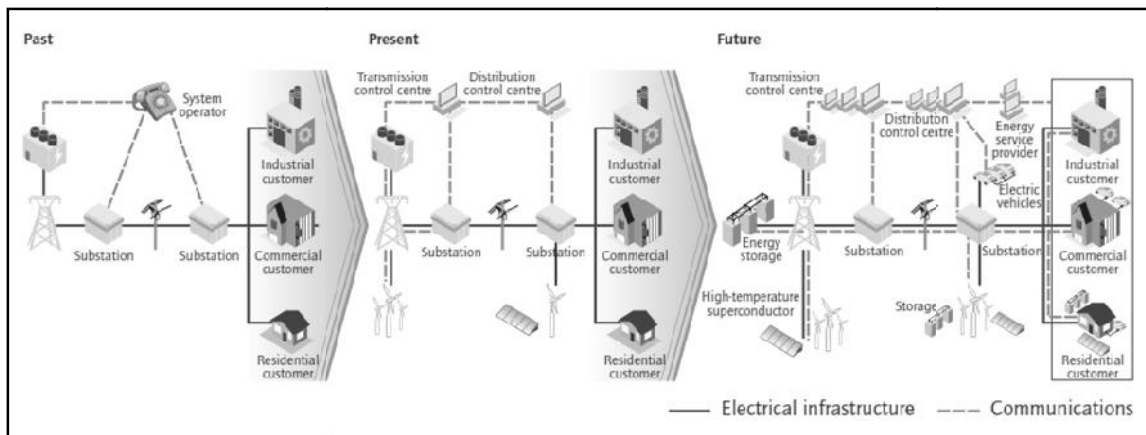 Past
System
operator
Industrial
customer
Substation
Substation
Commercial
customer
Residential
customer
Present
Transmission
control centre
Distribution
control centre
Industrial
customer
Substation
Substation
Commercial
customer
Residential
customer
Future
Transmission
control centre
Distribution
control centre
Energy
service
provider
Industrial
customer
Electric
vehicles
Energy
storage
Substation
Substation
Commercial
customer
High-temperature
superconductor
Storage
Residential
customer
Electrical infrastructure
Communications